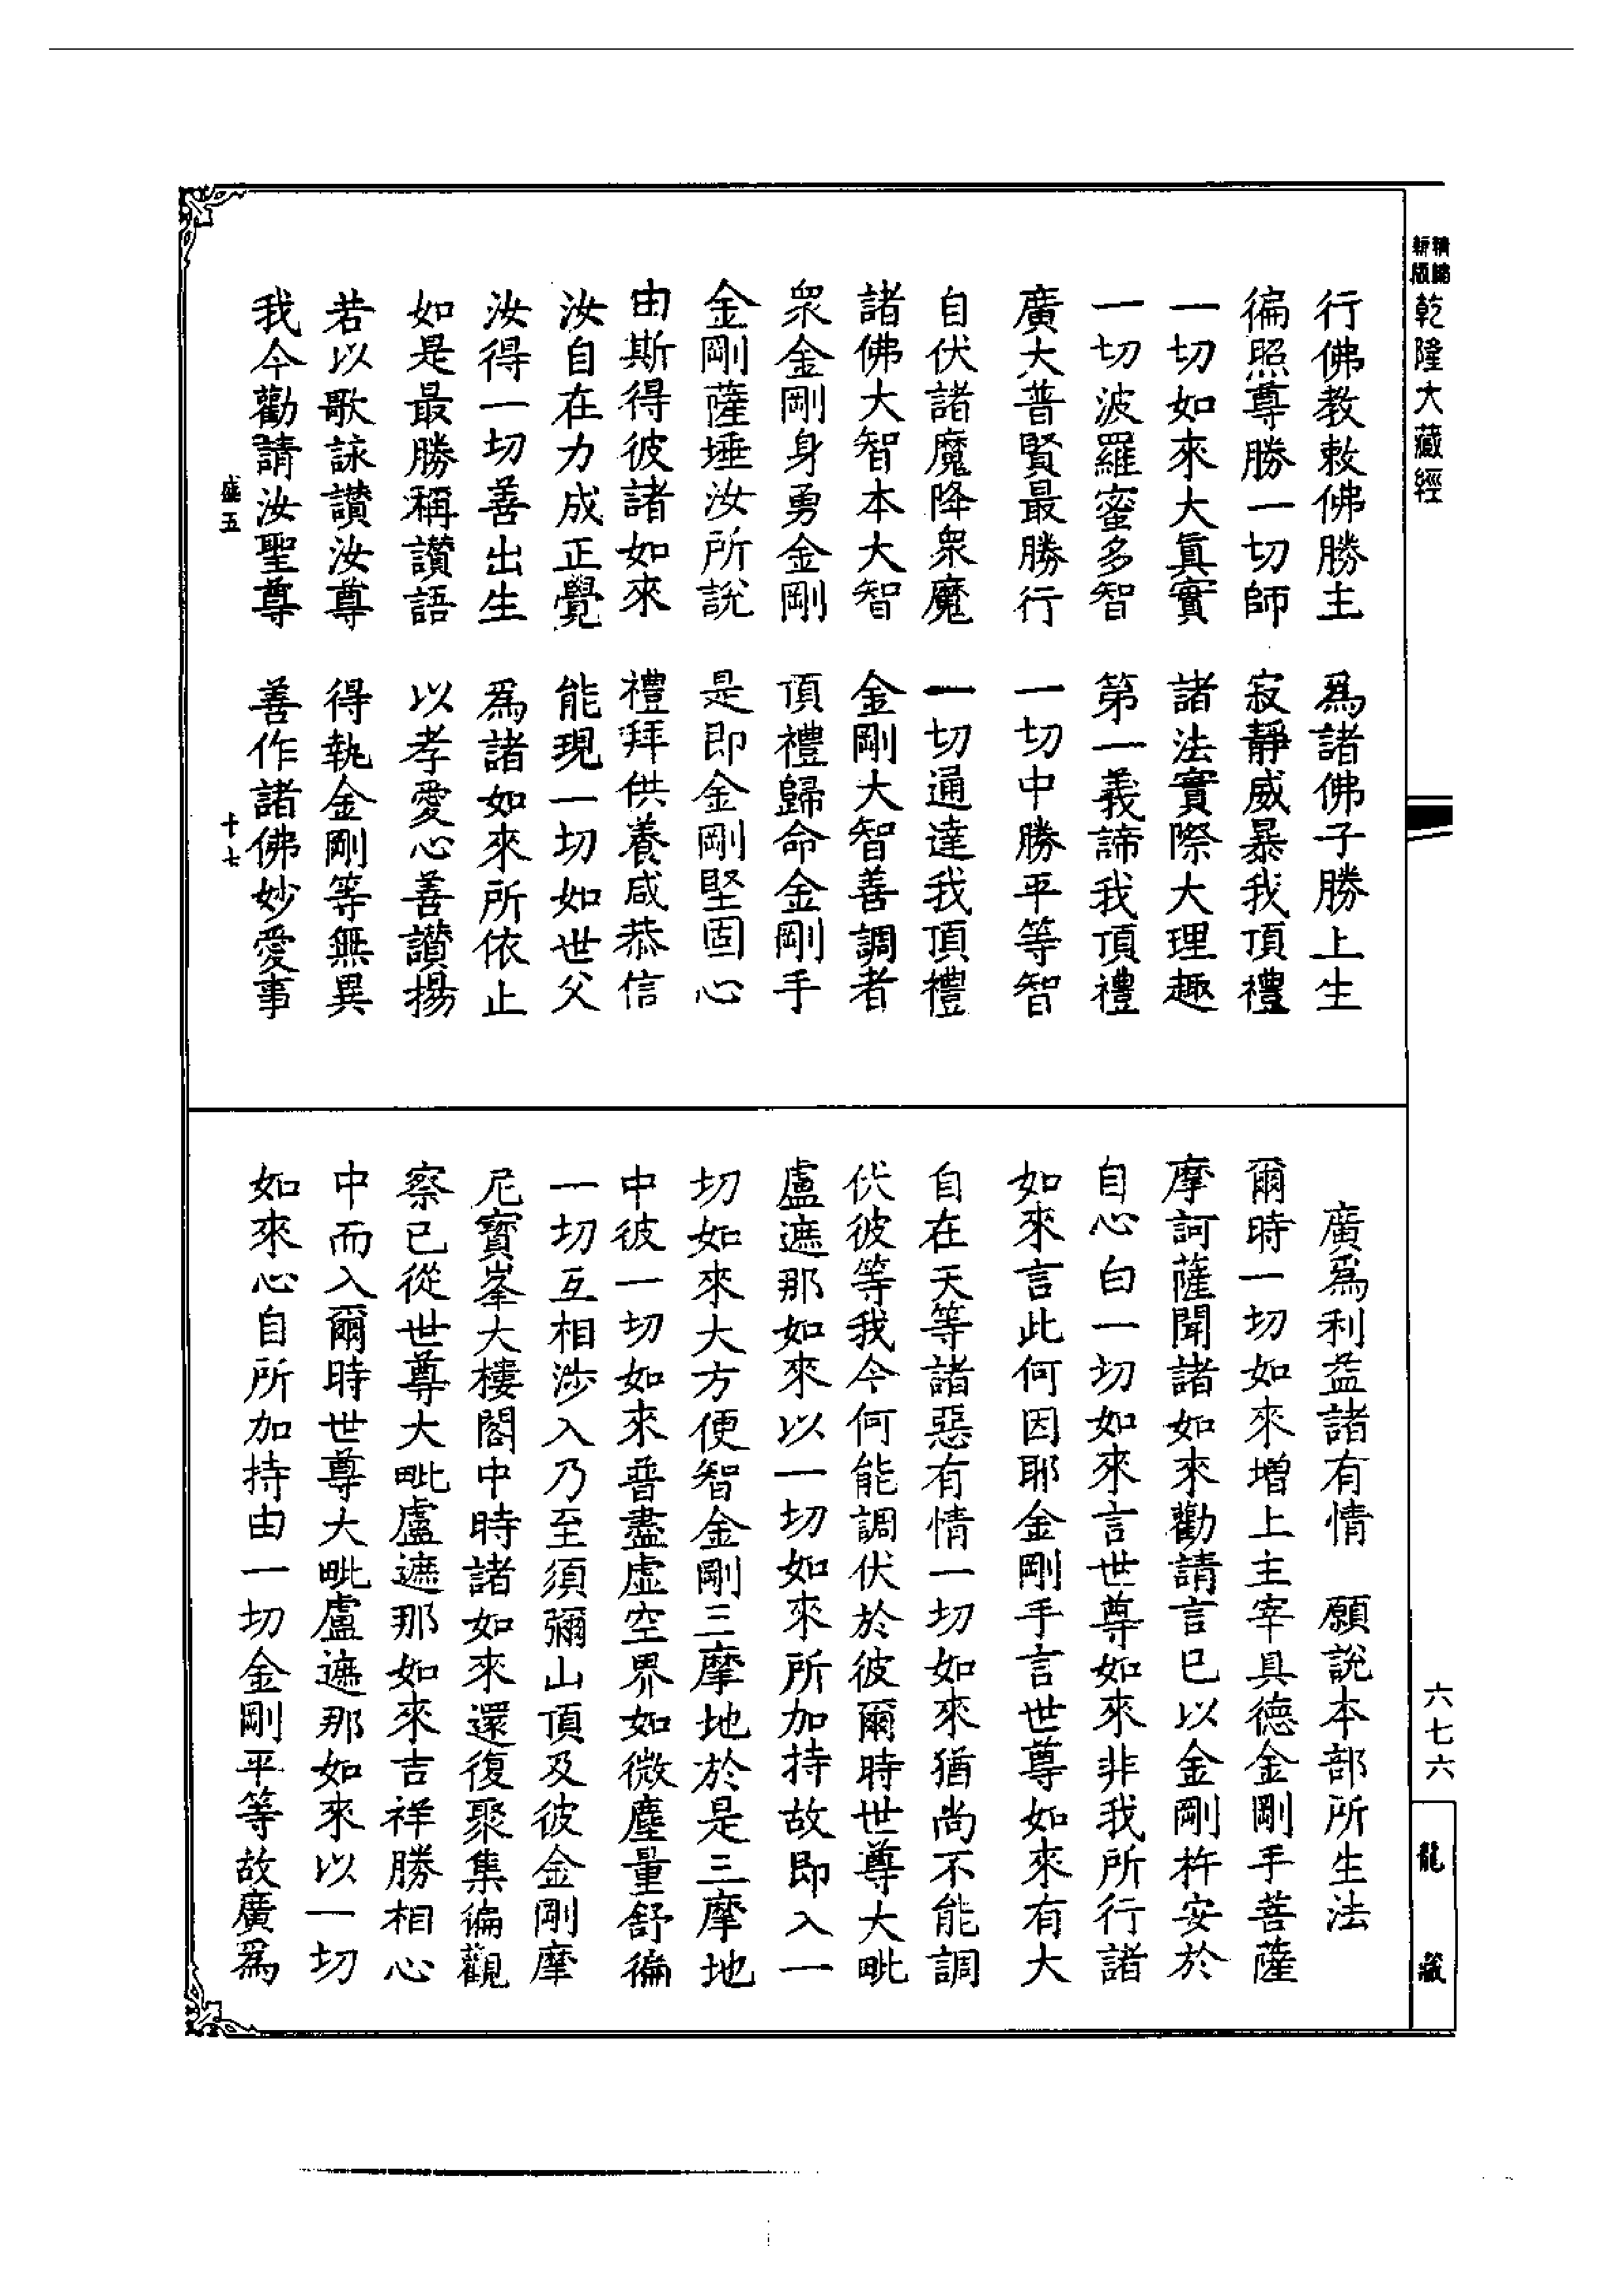 精縮
新版
乾隆大藏經
行佛教敕佛勝主　為諸佛子勝上生
徧照尊勝一切師　寂靜威暴我頂禮
一切如來大眞實　諸法實際大理趣
一切波羅蜜多智　第一義諦我頂禮
廣大普賢最勝行　一切中勝平等智
自伏諸魔降衆魔　一切通達我頂禮
諸佛大智本大智　金剛大智善調者
衆金剛身勇金剛　頂禮歸命金剛手
金剛薩埵汝所說　是即金剛堅固心
由斯得彼諸如來　禮拜供養咸恭信
汝自在力成正覺　能現一切如世父
汝得一切善出生　爲諸如來所依止
如是最勝稱讚語　以孝愛心善讚揚
若以歌詠讚汝尊　得執金剛等無異
我今勸請汝聖尊　善作諸佛妙愛事
盛五　十七
廣爲利益諸有情　願說本部所生法
爾時一切如來增上主宰具德金剛手菩薩
摩訶薩聞諸如來勸請言已以金剛杵安於
自心白一切如來言世尊如來非我所行諸
如來言此何因耶金剛手言世尊如來有大
自在天等諸惡有情一切如來猶尚不能調
伏彼等我今何能調伏於彼爾時世尊大毗
盧遮那如來以一切如來所加持故即入一
切如來大方便智金剛三摩地於是三摩地
中彼一切如來普盡虛空界如微塵量舒徧
一切互相涉入乃至須彌山頂及彼金剛摩
尼寶峯大樓閣中時諸如來還復聚集徧觀
察已從世尊大毗盧遮那如來吉祥勝相心
中而入爾時世尊大毗盧遮那如來以一切
如來心自所加持由一切金剛平等故廣爲
六七六
龍藏